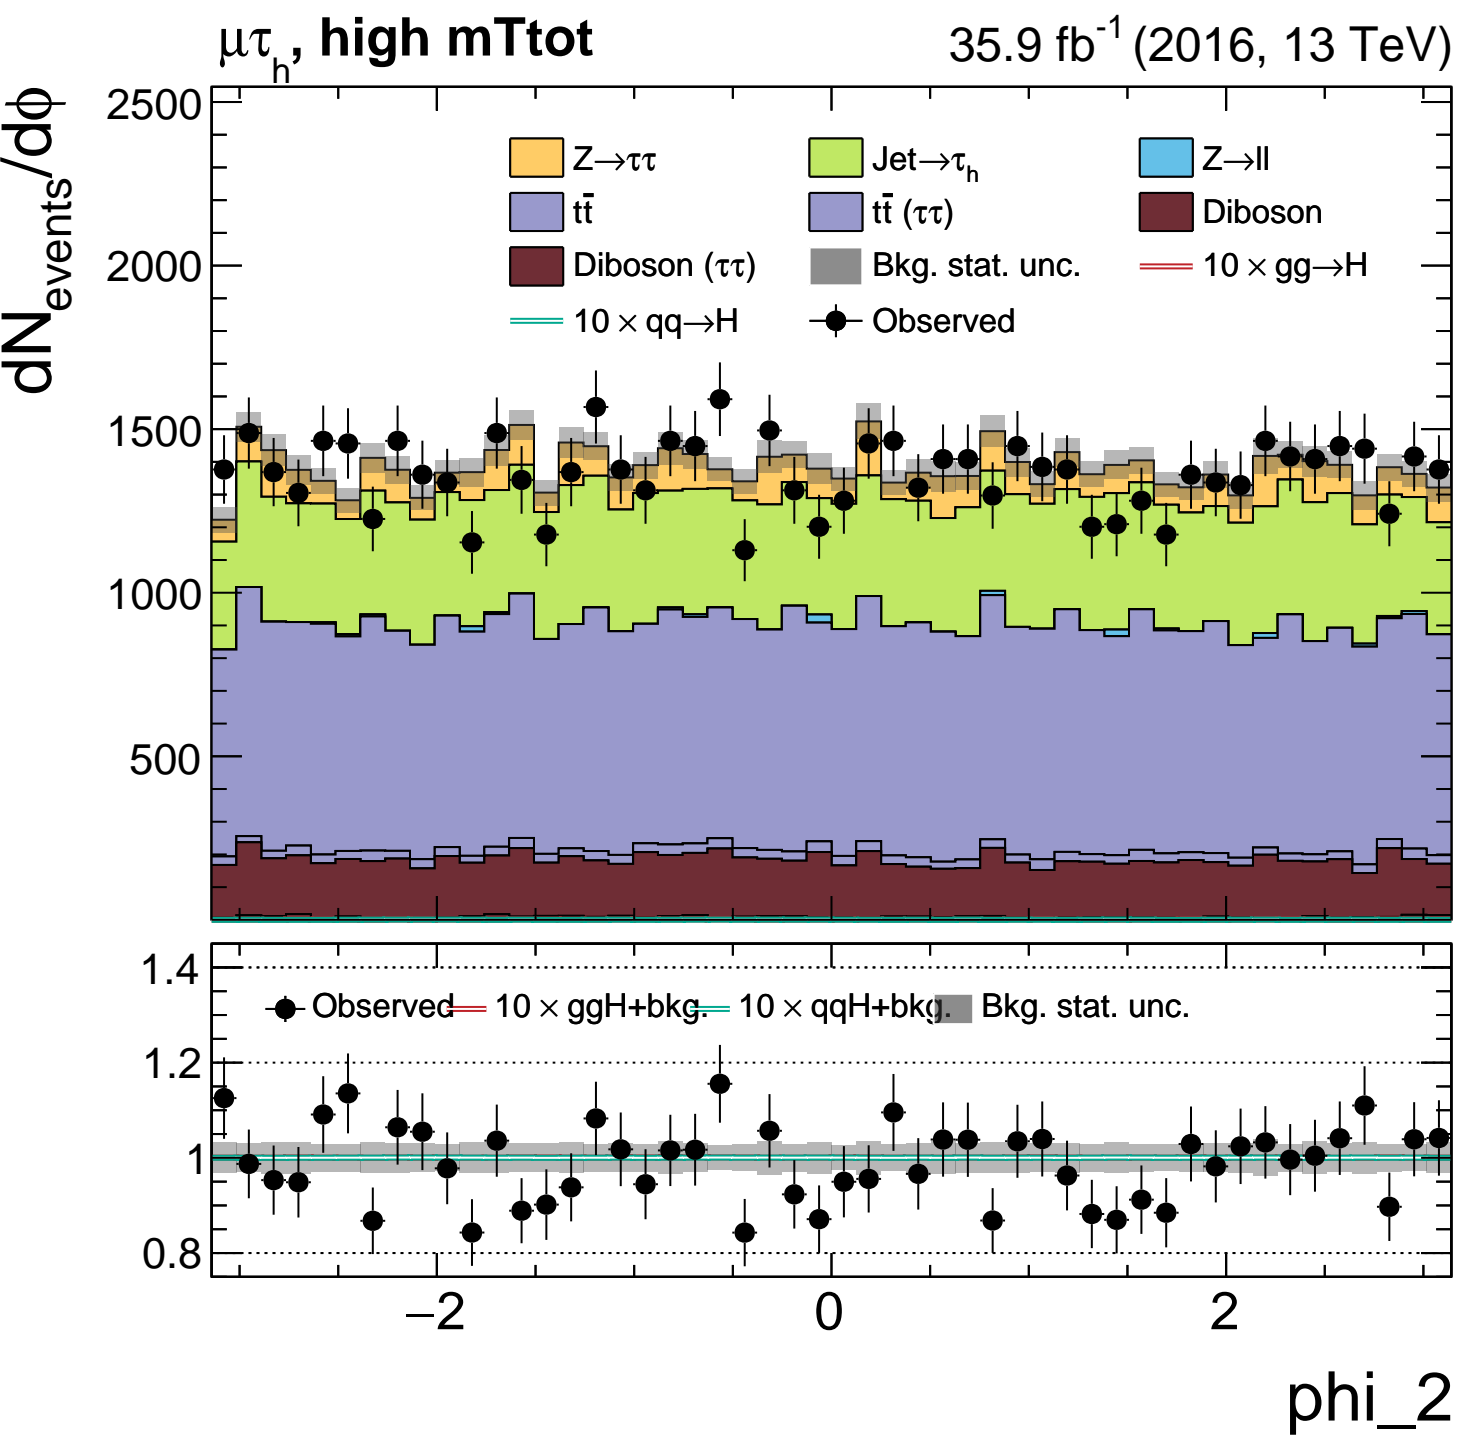 μτh, high mTtot 35.9 fb-1 (2016, 13 TeV)
dNevents/dϕ
2500
2000
1500
1000
500
Z→ττ Jet→τh Z→ll
tt̄ tt̄ (ττ) Diboson
Diboson (ττ) Bkg. stat. unc. 10 × gg→H
10 × qq→H Observed
1.4
1.2
1
0.8
Observed 10 × ggH+bkg. 10 × qqH+bkg. Bkg. stat. unc.
−2 0 2
phi_2